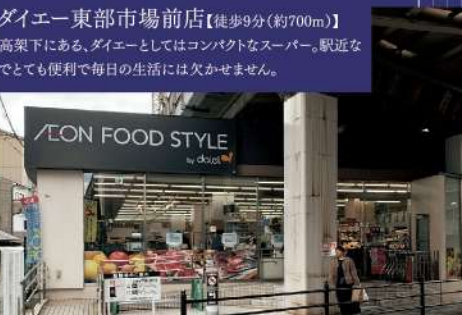 ダイエー東部市場前店【徒歩9分(約700m)】
高架下にある、ダイエーとしてはコンパクトなスーパー。駅近な
のでとても便利で毎日の生活には欠かせません。
ÆON FOOD STYLE
by daiei